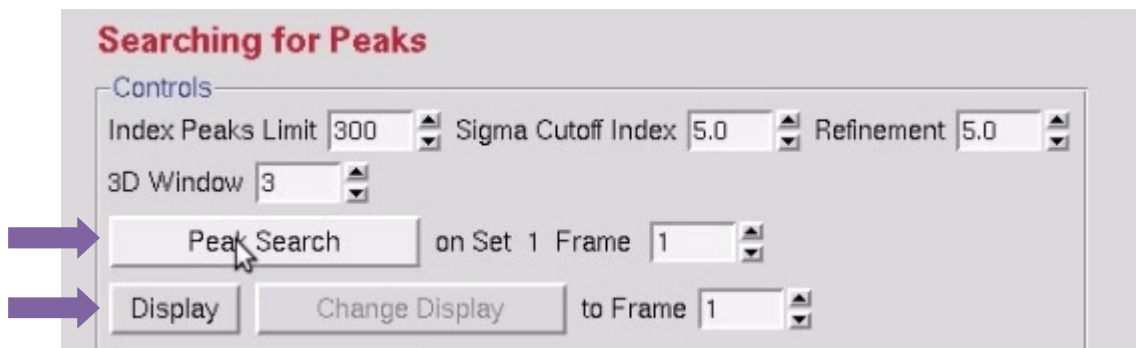 Searching for Peaks
Controls
Index Peaks Limit 300 Sigma Cutoff Index 5.0 Refinement 5.0
3D Window 3
Peak Search on Set 1 Frame 1
Display Change Display to Frame 1